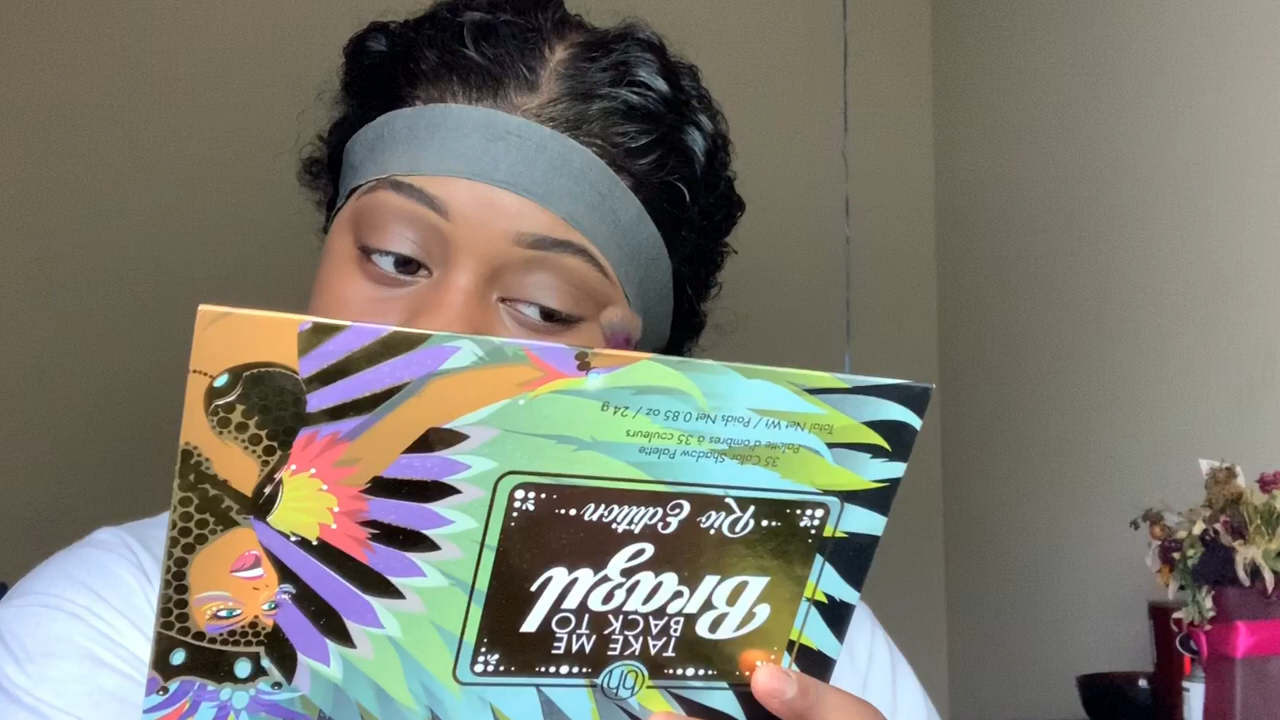 bh
TAKE ME
BACK TO
Brazil
Rio Edition
35 Color Shadow Palette
Palette d'ombres à 35 couleurs
Total Net Wt / Poids Net 0.85 oz / 24 g